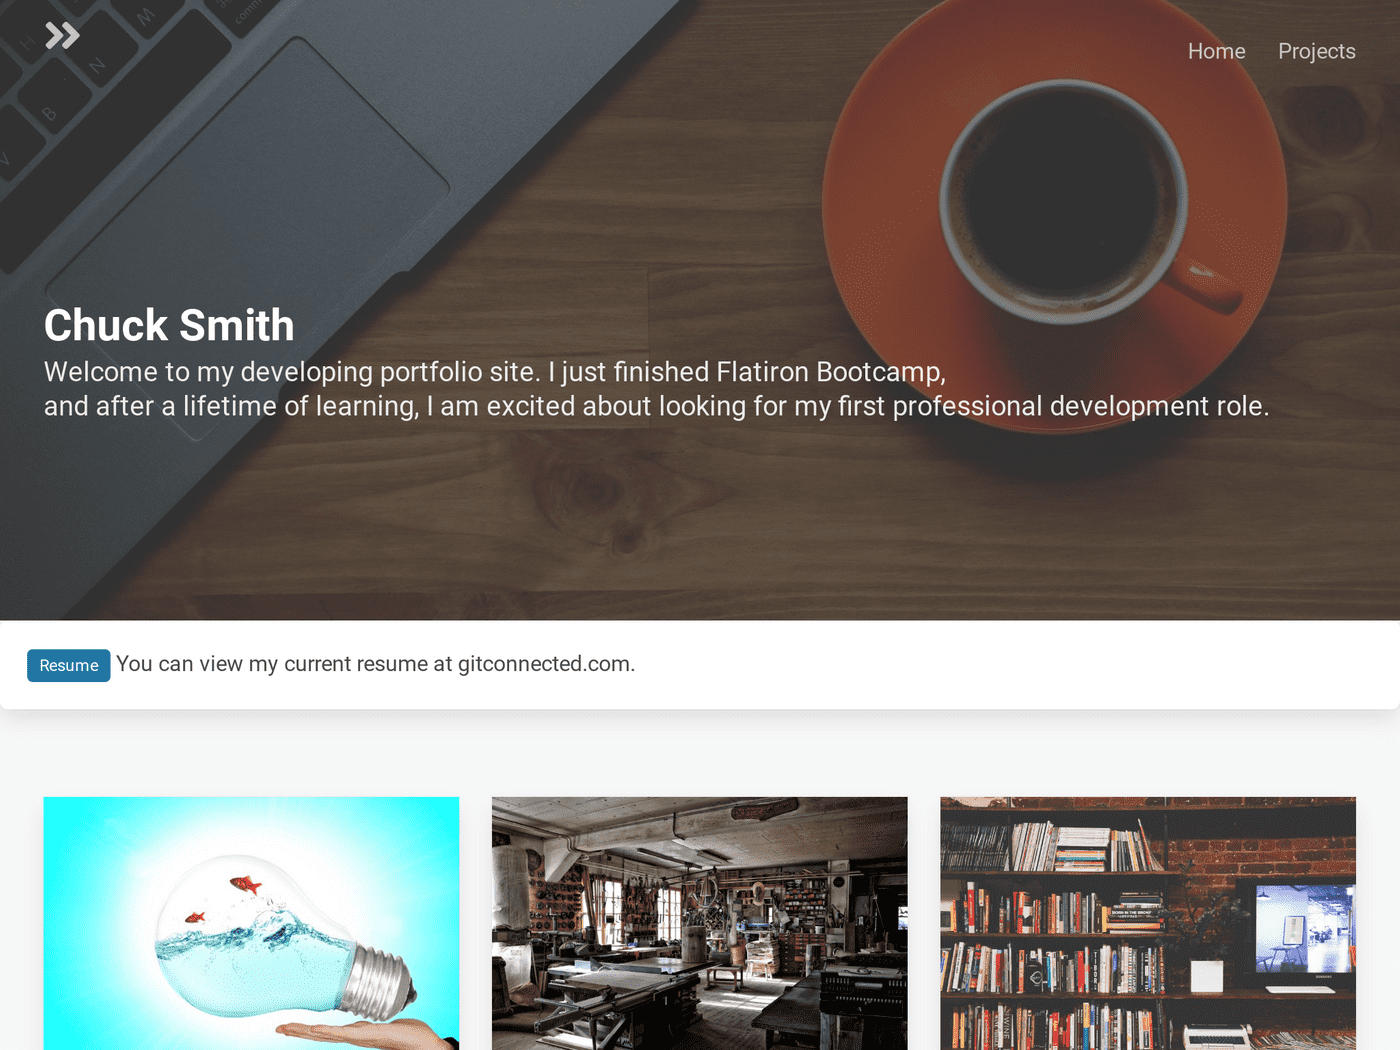 Home Projects
Chuck Smith
Welcome to my developing portfolio site. I just finished Flatiron Bootcamp,
and after a lifetime of learning, I am excited about looking for my first professional development role.
Resume You can view my current resume at gitconnected.com.
M
N
H
B
V
comm